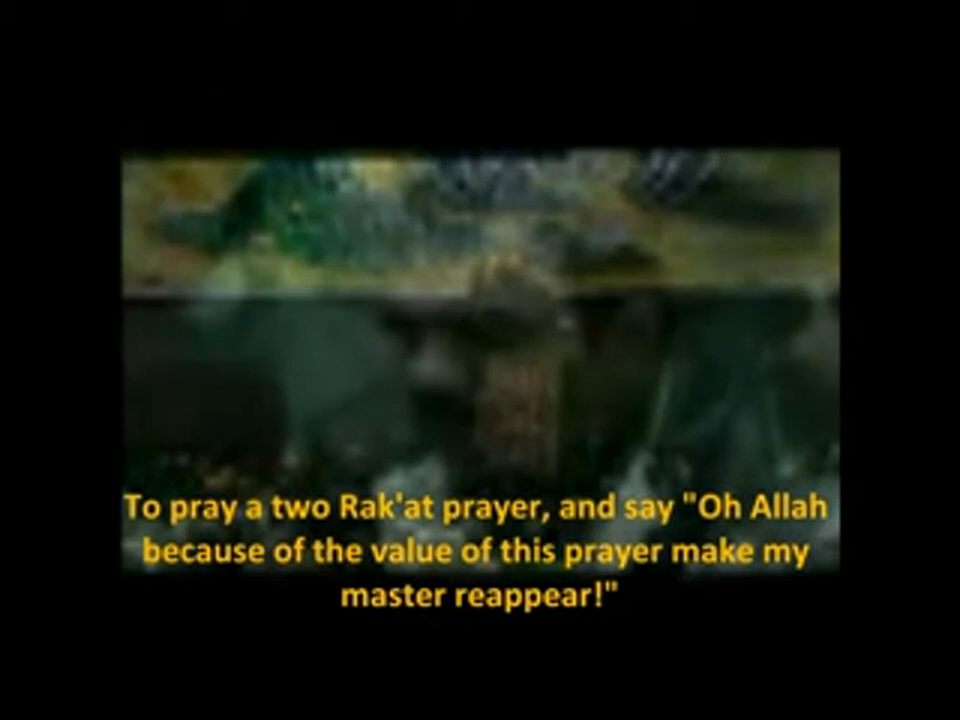 To pray a two Rak'at prayer, and say "Oh Allah
because of the value of this prayer make my
master reappear!"